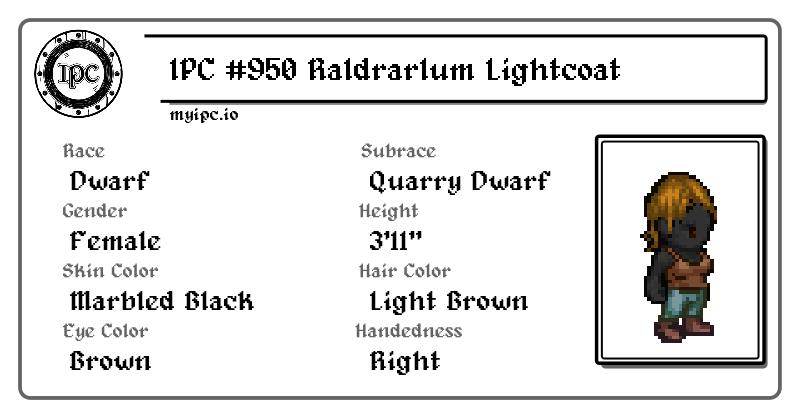 IPC
IPC #950 Raldrarlum Lightcoat
myipc.io
Race
Dwarf
Subrace
Quarry Dwarf
Gender
Female
Height
3'11"
Skin Color
Marbled Black
Hair Color
Light Brown
Eye Color
Brown
Handedness
Right